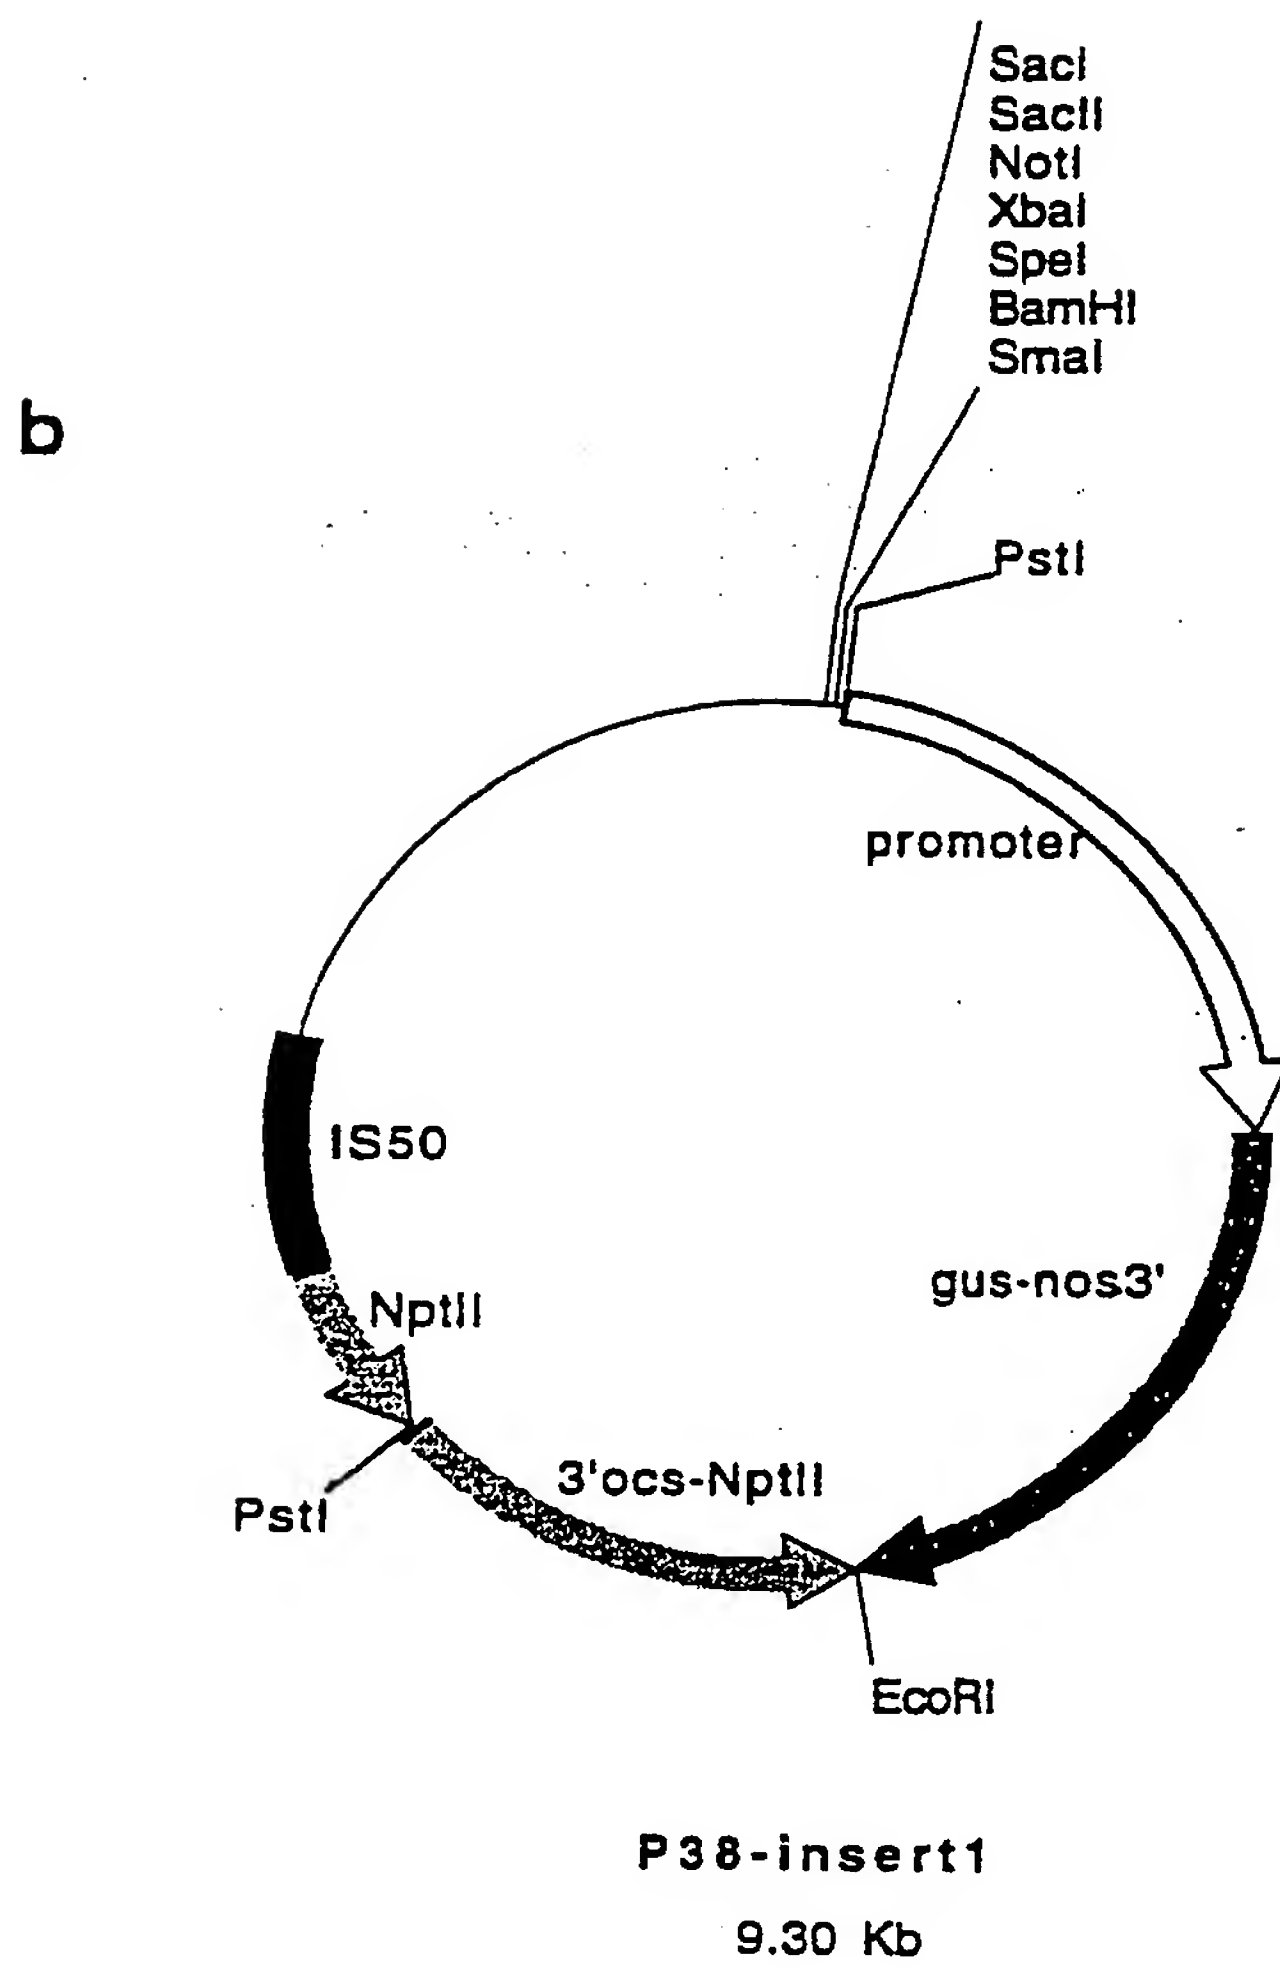 SacI
SacII
NotI
XbaI
SpeI
BamHI
SmaI
b
PstI
promoter
IS50
gus-nos3'
NptII
3'ocs-NptII
PstI
EcoRI
P38-insert1
9.30 Kb